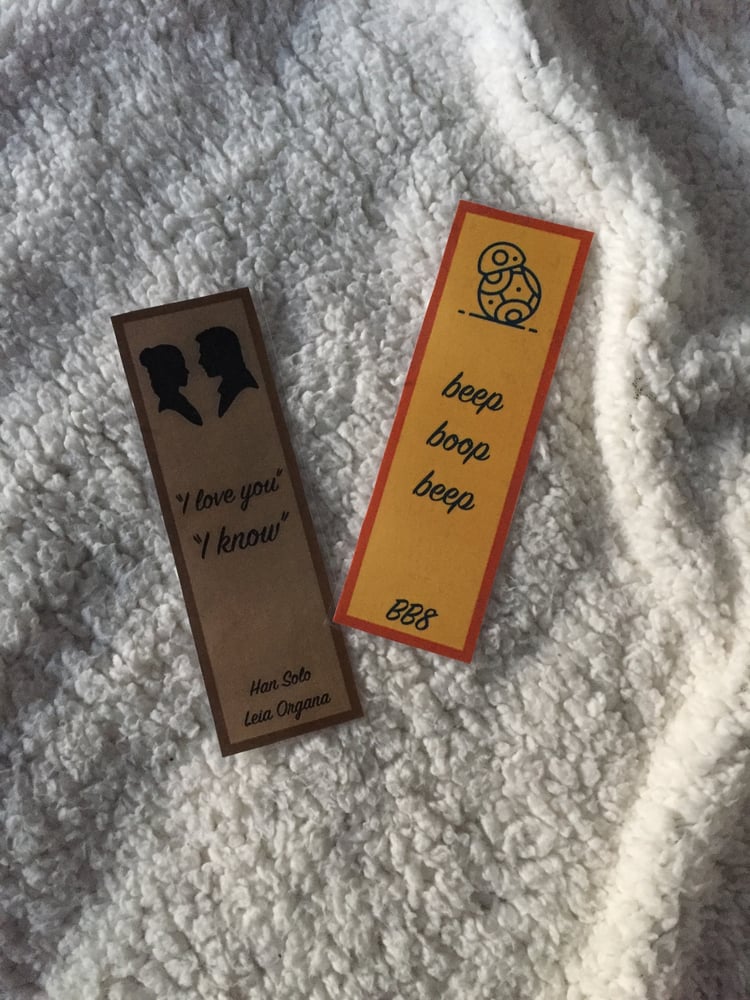 "I love you"
"I know"
Han Solo
Leia Organa
beep
boop
beep
BB8